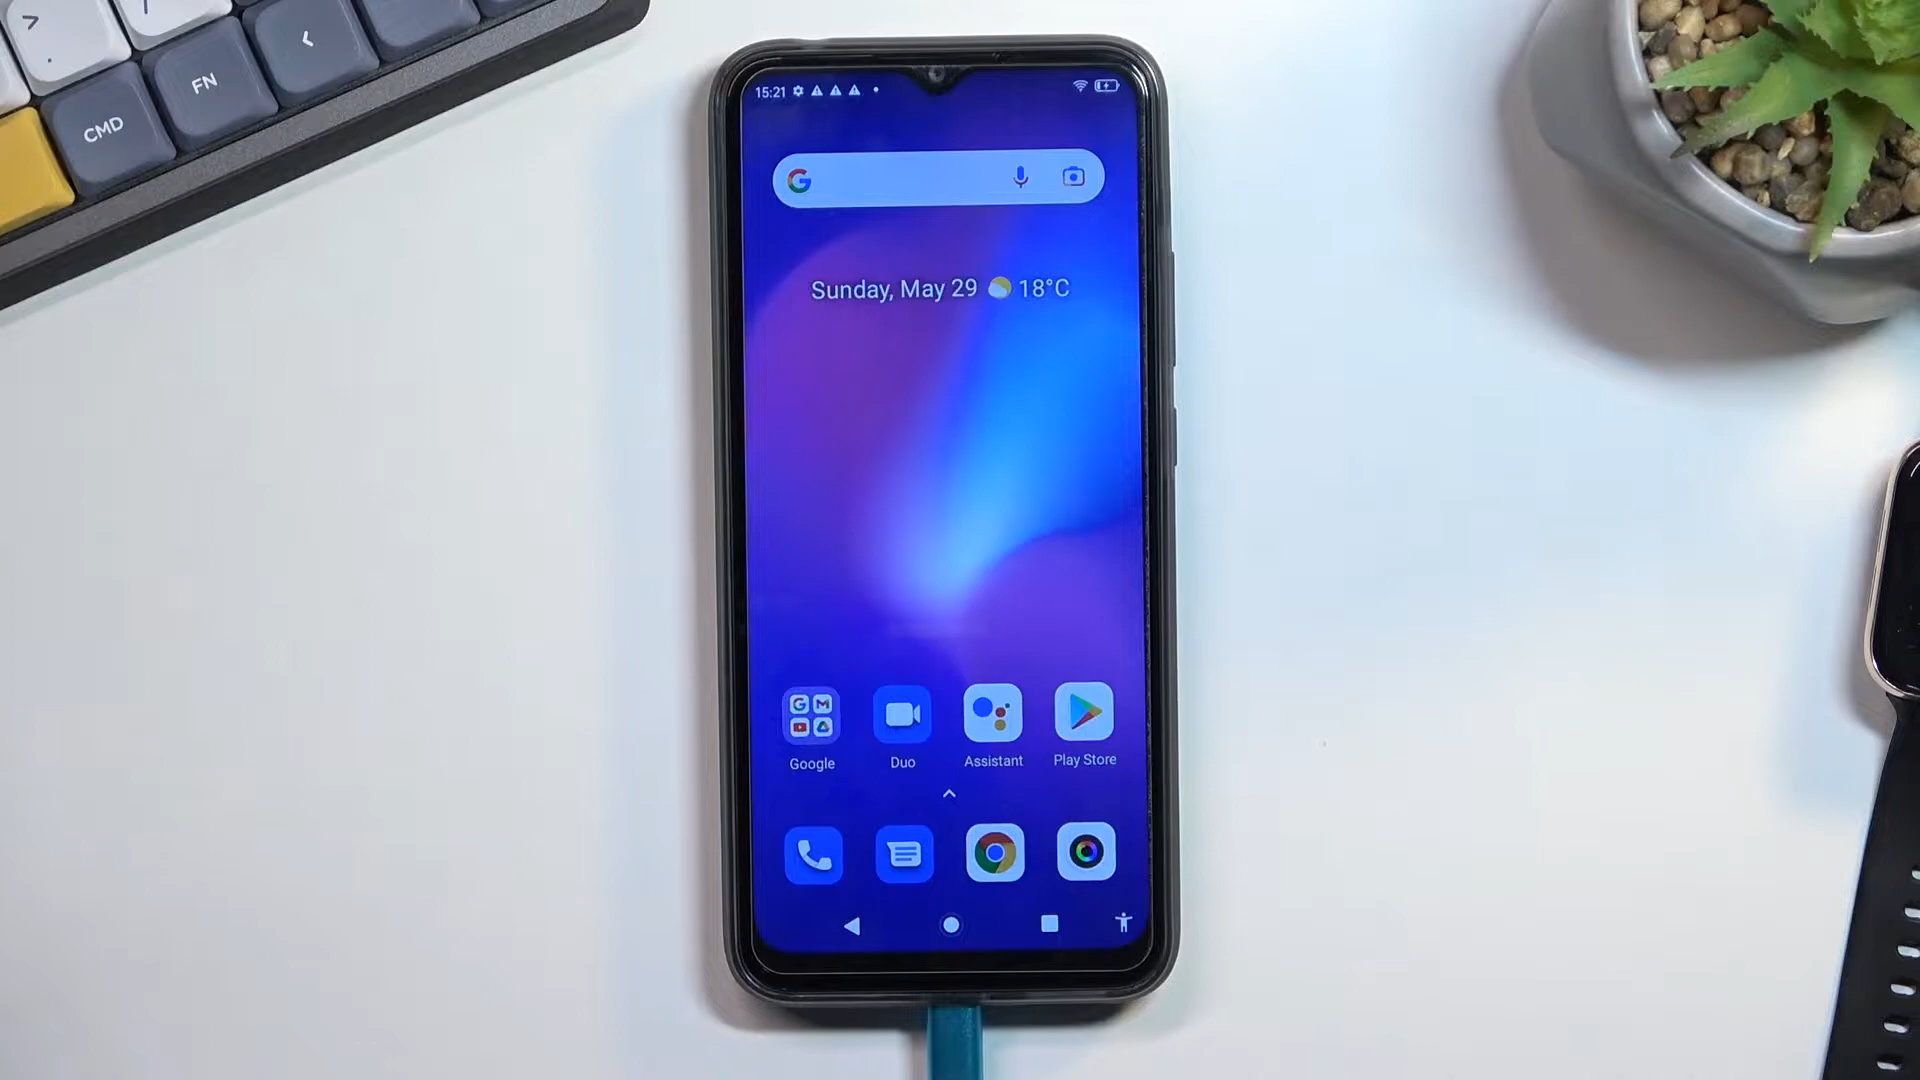 FN
CMD
15:21
Sunday, May 29 18°C
Google
Duo
Assistant
Play Store